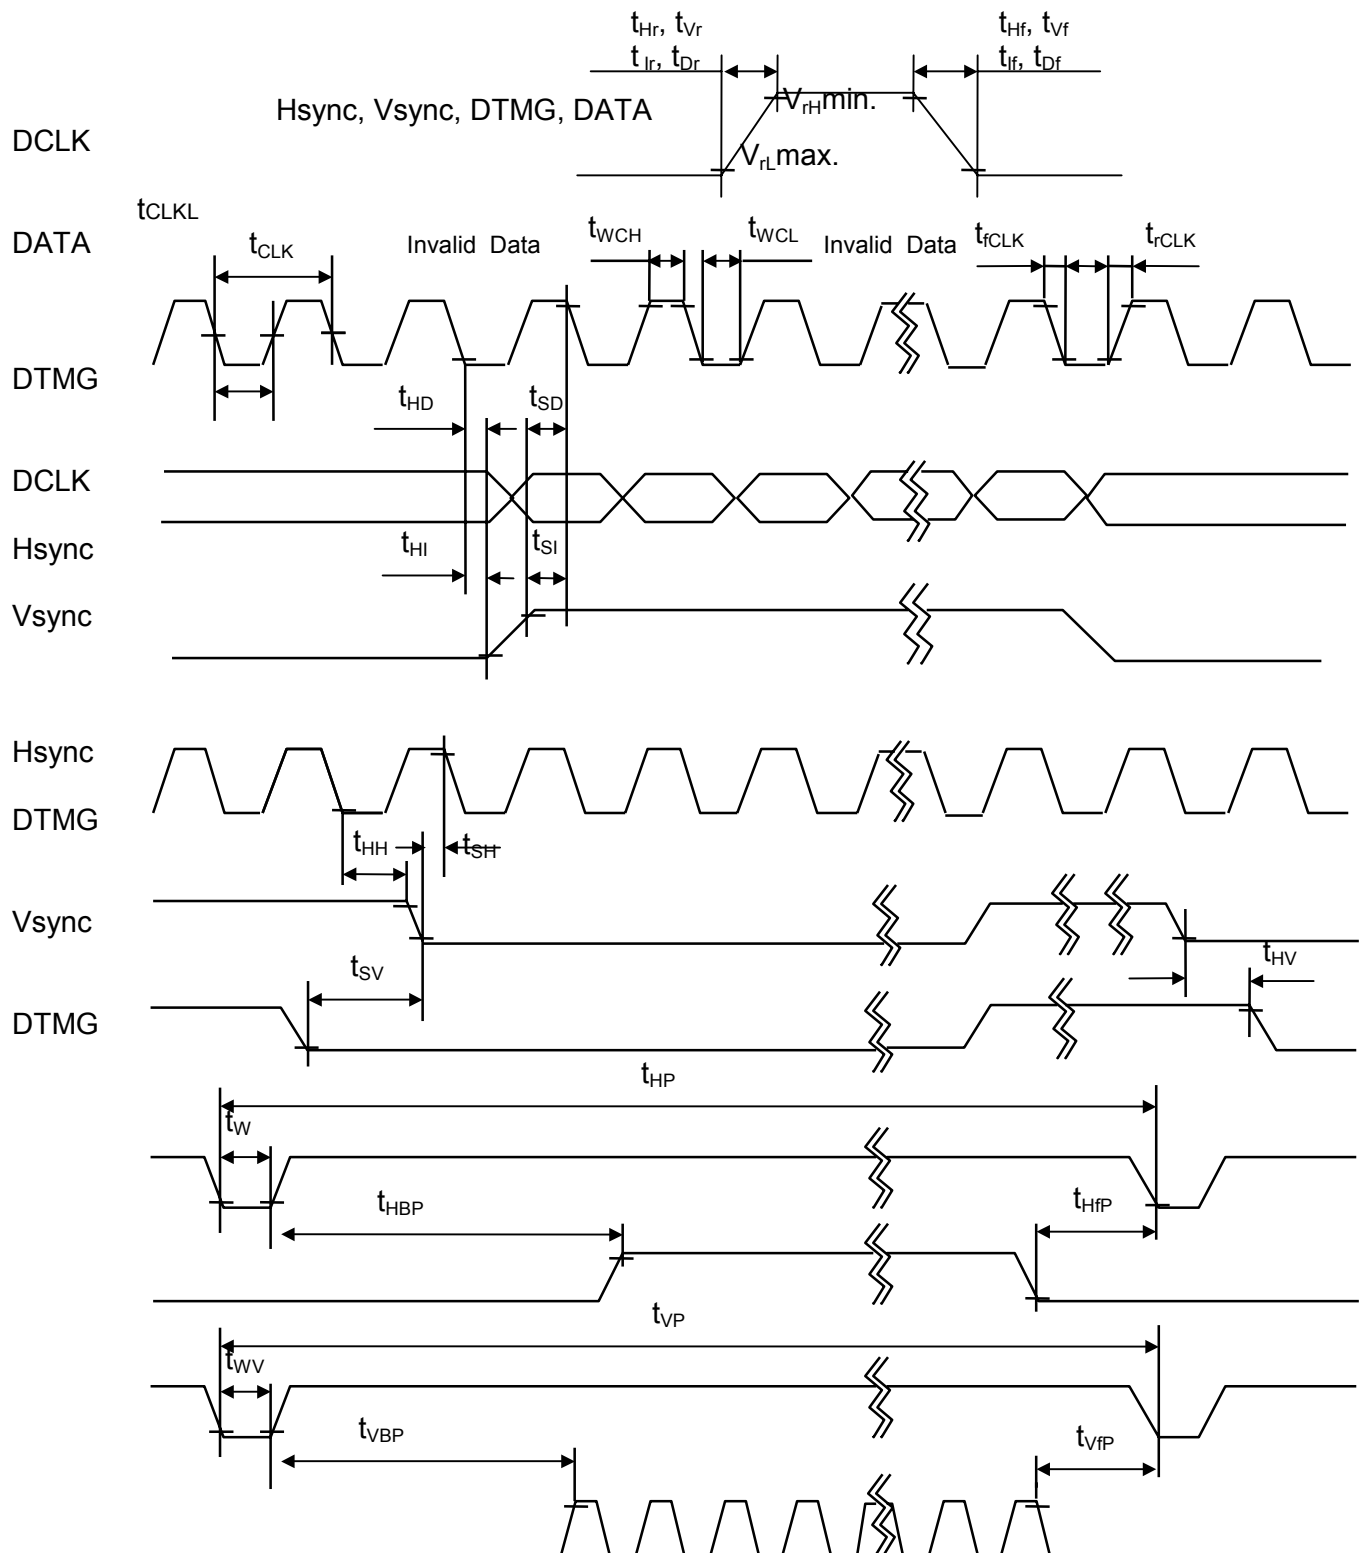 tHr, tVr
tHf, tVf
t Ir, tDr
tIf, tDf
Hsync, Vsync, DTMG, DATA
VrHmin.
DCLK
VrLmax.
tCLKL
DATA
tCLK
Invalid Data
tWCH
tWCL
Invalid Data
tfCLK
trCLK
DTMG
tHD
tSD
DCLK
Hsync
tHI
tSI
Vsync
Hsync
DTMG
tHH
tSH
Vsync
tSV
tHV
DTMG
tHP
tW
tHBP
tHfP
tVP
tWV
tVBP
tVfP